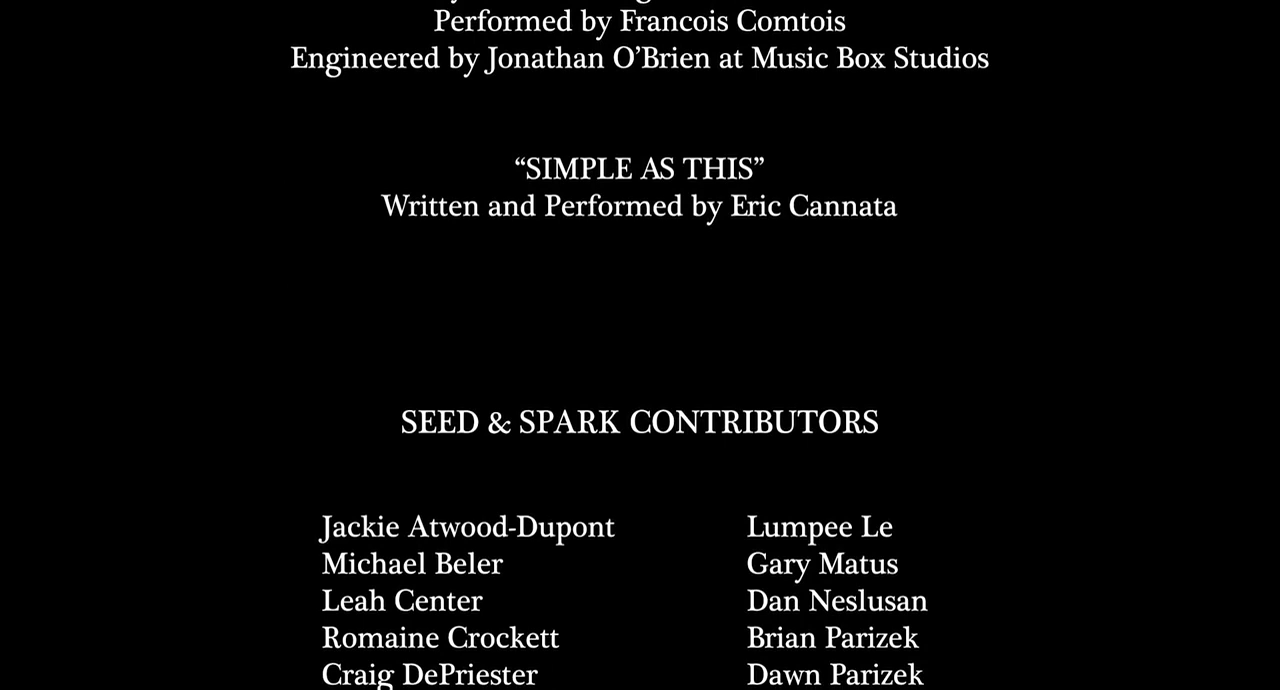 Performed by Francois Comtois
Engineered by Jonathan O’Brien at Music Box Studios
“SIMPLE AS THIS”
Written and Performed by Eric Cannata
SEED & SPARK CONTRIBUTORS
Jackie Atwood-Dupont
Michael Beler
Leah Center
Romaine Crockett
Craig DePriester
Lumpee Le
Gary Matus
Dan Neslusan
Brian Parizek
Dawn Parizek